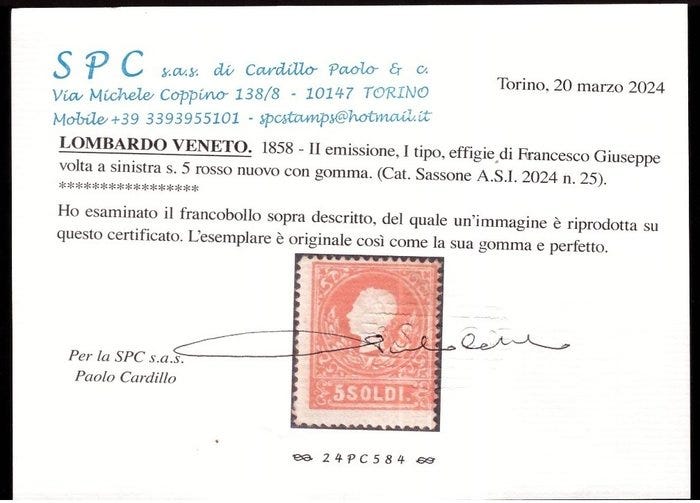 SPC s.a.s. di Cardillo Paolo & c.
Via Michele Coppino 138/8 - 10147 TORINO
Mobile +39 3393955101 - spcstamps@hotmail.it
Torino, 20 marzo 2024
LOMBARDO VENETO. 1858 - II emissione, I tipo, effigie di Francesco Giuseppe
volta a sinistra s. 5 rosso nuovo con gomma. (Cat. Sassone A.S.I. 2024 n. 25).
*****************
Ho esaminato il francobollo sopra descritto, del quale un'immagine è riprodotta su
questo certificato. L'esemplare è originale così come la sua gomma e perfetto.
Per la SPC s.a.s.
Paolo Cardillo
5 SOLDI.
24PC584